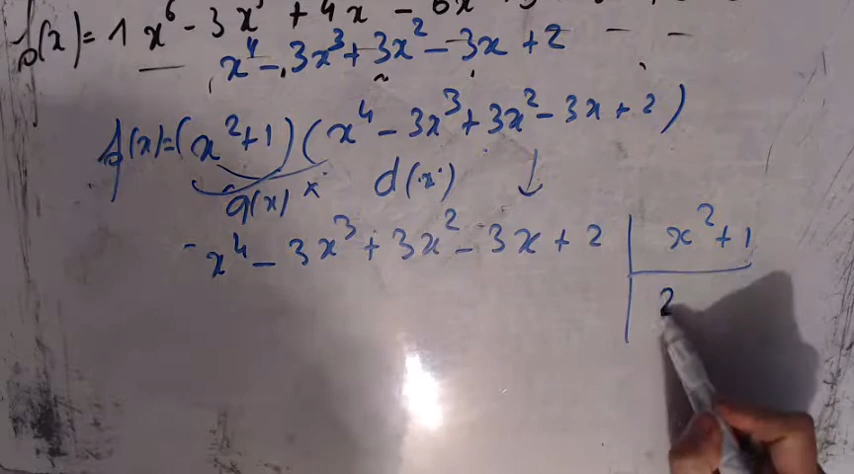 f(x)=1x⁶-3x⁵+4x⁴-6x
x⁴-3x³+3x²-3x+2
f(x)=(x²+1)(x⁴-3x³+3x²-3x+2)
q(x) × d(x)
x⁴-3x³+3x²-3x+2 | x²+1
2